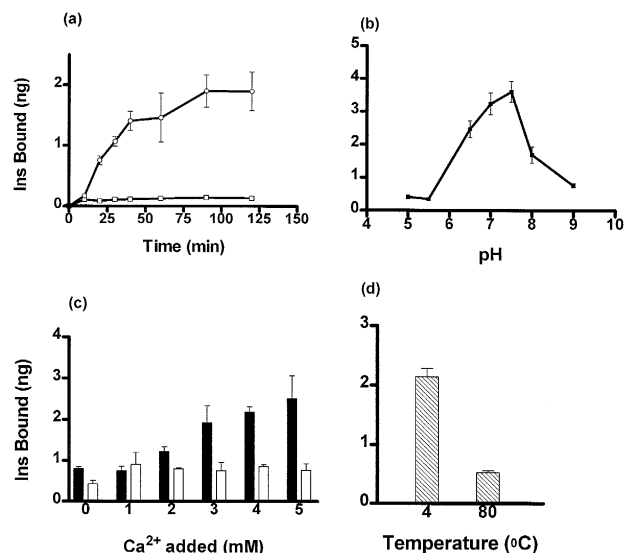 (a)
Ins Bound (ng)
2
1
0
0 25 50 75 100 125 150
Time (min)
(b)
5
4
3
2
1
0
4 5 6 7 8 9 10
pH
(c)
Ins Bound (ng)
4
3
2
1
0
0 1 2 3 4 5
Ca2+ added (mM)
(d)
3
2
1
0
4 80
Temperature (0C)